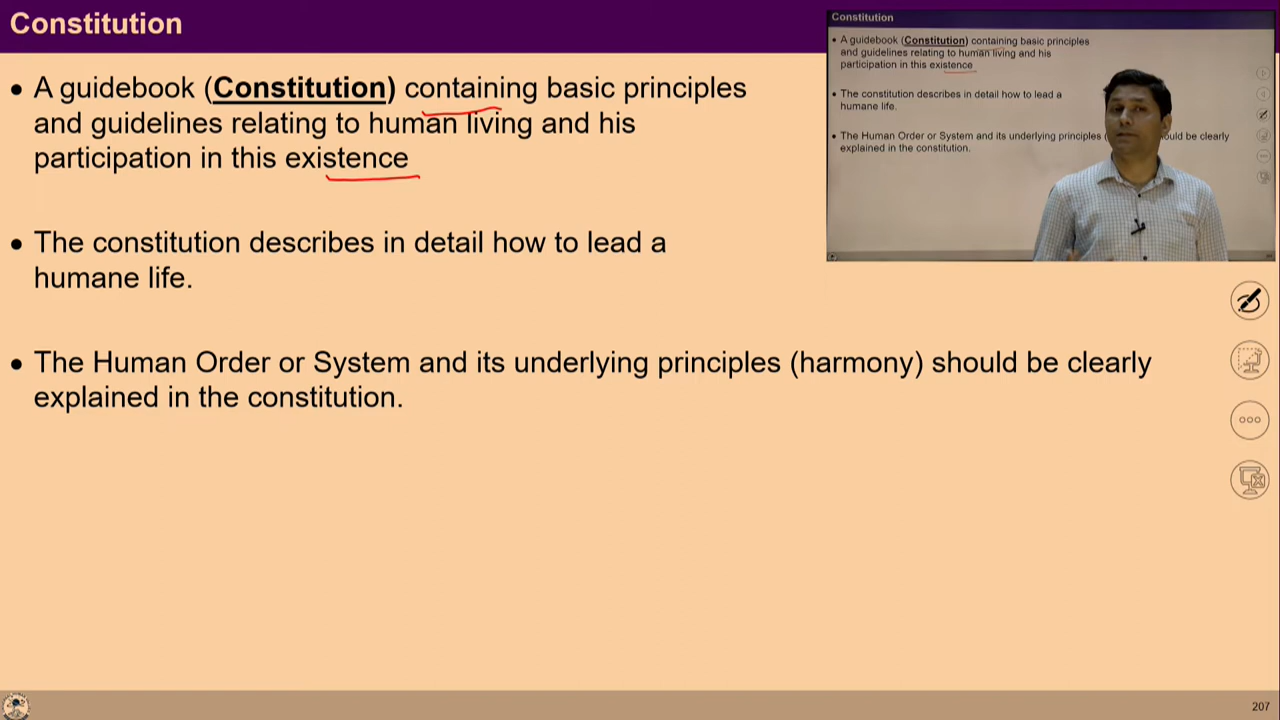 Constitution
• A guidebook (Constitution) containing basic principles
and guidelines relating to human living and his
participation in this existence
• The constitution describes in detail how to lead a
humane life.
• The Human Order or System and its underlying principles (harmony) should be clearly
explained in the constitution.
207
Constitution
• A guidebook (Constitution) containing basic principles
and guidelines relating to human living and his
participation in this existence
• The constitution describes in detail how to lead a
humane life.
• The Human Order or System and its underlying principles ould be clearly
explained in the constitution.